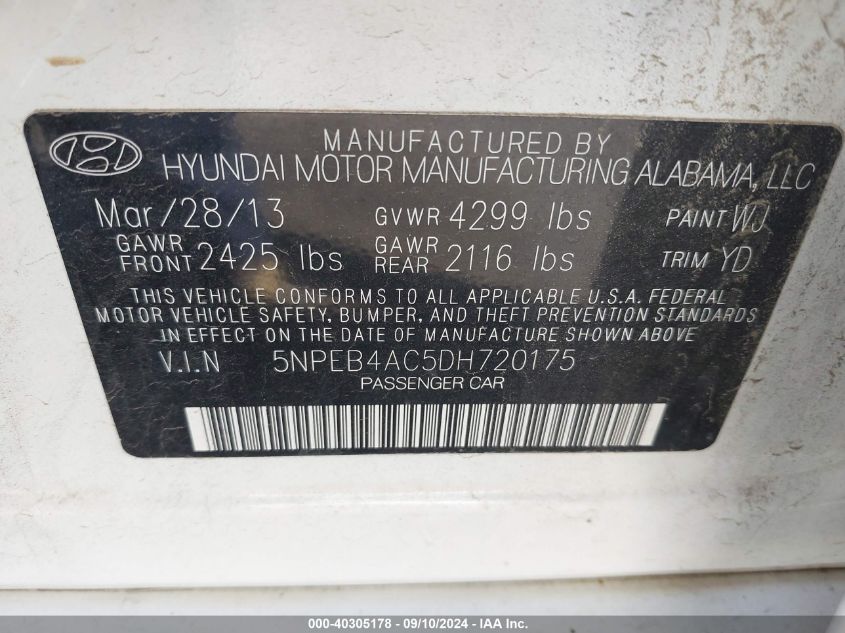 MANUFACTURED BY
HYUNDAI MOTOR MANUFACTURING ALABAMA, LLC
Mar/28/13 GVWR 4299 lbs PAINT WJ
GAWR FRONT 2425 lbs GAWR REAR 2116 lbs TRIM YD
THIS VEHICLE CONFORMS TO ALL APPLICABLE U.S.A. FEDERAL
MOTOR VEHICLE SAFETY, BUMPER, AND THEFT PREVENTION STANDARDS
IN EFFECT ON THE DATE OF MANUFACTURE SHOWN ABOVE
V.I.N 5NPEB4AC5DH720175
PASSENGER CAR
000-40305178 - 09/10/2024 - IAA Inc.